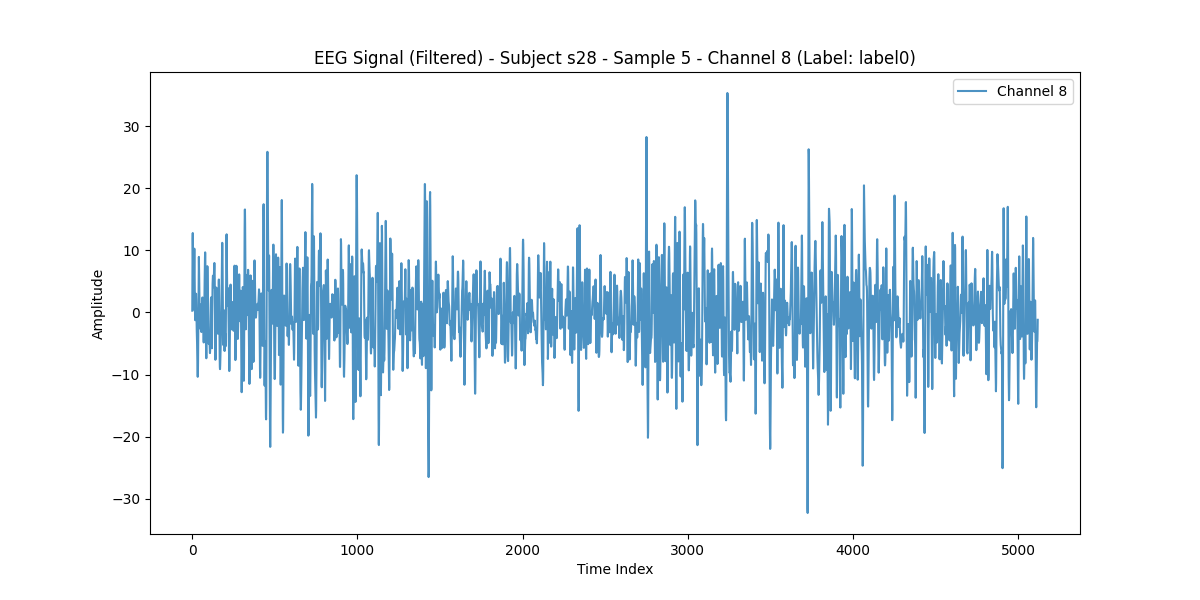 EEG Signal (Filtered) - Subject s28 - Sample 5 - Channel 8 (Label: label0)
Channel 8
30
20
10
0
−10
−20
−30
Amplitude
0 1000 2000 3000 4000 5000
Time Index